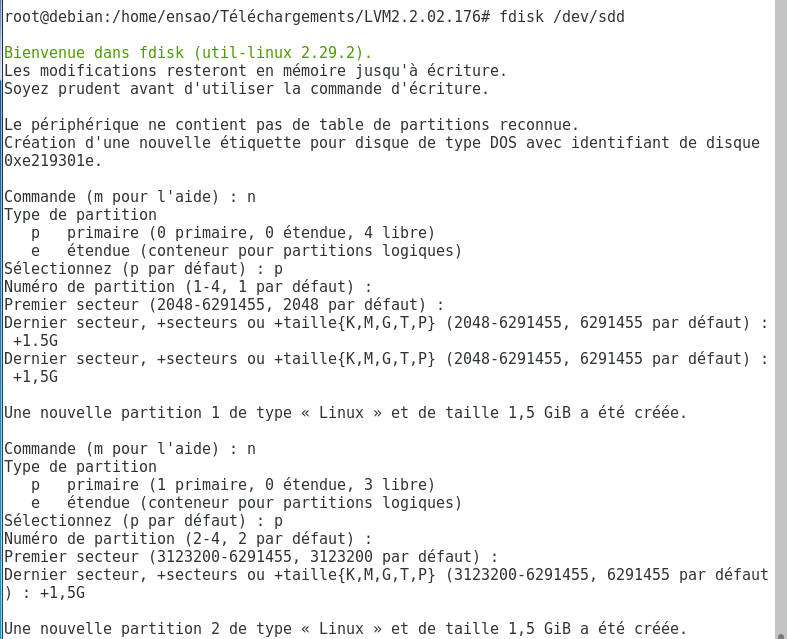 root@debian:/home/ensao/Téléchargements/LVM2.2.02.176# fdisk /dev/sdd
Bienvenue dans fdisk (util-linux 2.29.2).
Les modifications resteront en mémoire jusqu'à écriture.
Soyez prudent avant d'utiliser la commande d'écriture.
Le périphérique ne contient pas de table de partitions reconnue.
Création d'une nouvelle étiquette pour disque de type DOS avec identifiant de disque
0xe219301e.
Commande (m pour l'aide) : n
Type de partition
   p   primaire (0 primaire, 0 étendue, 4 libre)
   e   étendue (conteneur pour partitions logiques)
Sélectionnez (p par défaut) : p
Numéro de partition (1-4, 1 par défaut) :
Premier secteur (2048-6291455, 2048 par défaut) :
Dernier secteur, +secteurs ou +taille{K,M,G,T,P} (2048-6291455, 6291455 par défaut) :
 +1.5G
Dernier secteur, +secteurs ou +taille{K,M,G,T,P} (2048-6291455, 6291455 par défaut) :
 +1,5G
Une nouvelle partition 1 de type « Linux » et de taille 1,5 GiB a été créée.
Commande (m pour l'aide) : n
Type de partition
   p   primaire (1 primaire, 0 étendue, 3 libre)
   e   étendue (conteneur pour partitions logiques)
Sélectionnez (p par défaut) : p
Numéro de partition (2-4, 2 par défaut) :
Premier secteur (3123200-6291455, 3123200 par défaut) :
Dernier secteur, +secteurs ou +taille{K,M,G,T,P} (3123200-6291455, 6291455 par défaut
) : +1,5G
Une nouvelle partition 2 de type « Linux » et de taille 1,5 GiB a été créée.